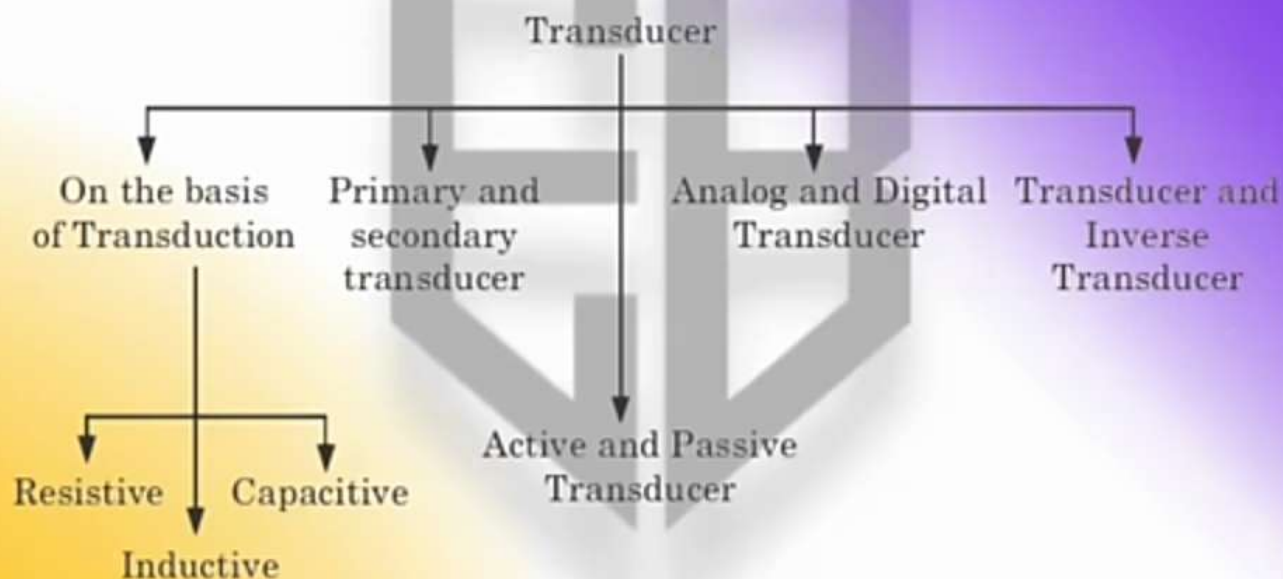 Transducer
On the basis
of Transduction
Primary and
secondary
transducer
Analog and Digital
Transducer
Transducer and
Inverse
Transducer
Active and Passive
Transducer
Resistive
Capacitive
Inductive